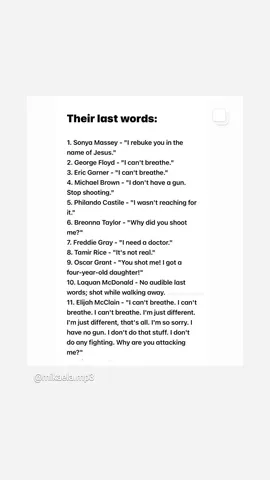 Their last words:
1. Sonya Massey - "I rebuke you in the
name of Jesus."
2. George Floyd - "I can't breathe."
3. Eric Garner - "I can't breathe."
4. Michael Brown - "I don't have a gun.
Stop shooting."
5. Philando Castile - "I wasn't reaching for
it."
6. Breonna Taylor - "Why did you shoot
me?"
7. Freddie Gray - "I need a doctor."
8. Tamir Rice - "It's not real."
9. Oscar Grant - "You shot me! I got a
four-year-old daughter!"
10. Laquan McDonald - No audible last
words; shot while walking away.
11. Elijah McClain - "I can't breathe. I can't
breathe. I can't breathe. I'm just different.
I'm just different, that's all. I'm so sorry. I
have no gun. I don't do that stuff. I don't
do any fighting. Why are you attacking
me?"
@mikaela.mp3